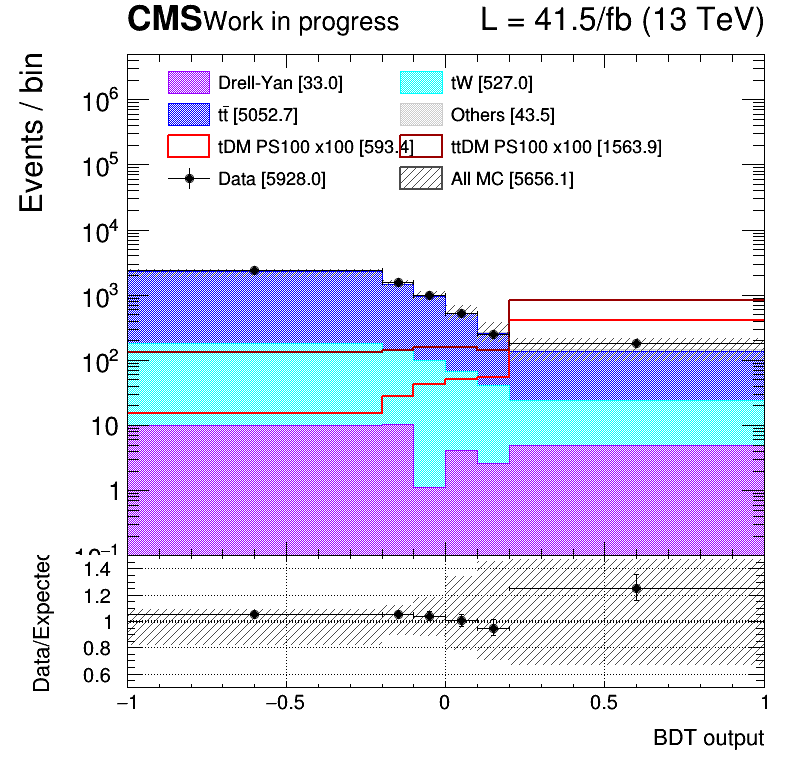 CMS Work in progress L = 41.5/fb (13 TeV)
Events / bin
Drell-Yan [33.0] tW [527.0]
tt̄ [5052.7] Others [43.5]
tDM PS100 x100 [593.4] ttDM PS100 x100 [1563.9]
Data [5928.0] All MC [5656.1]
10⁶
10⁵
10⁴
10³
10²
10
1
10⁻¹
Data/Expected
1.4
1.2
1
0.8
0.6
−1 −0.5 0 0.5 1
BDT output